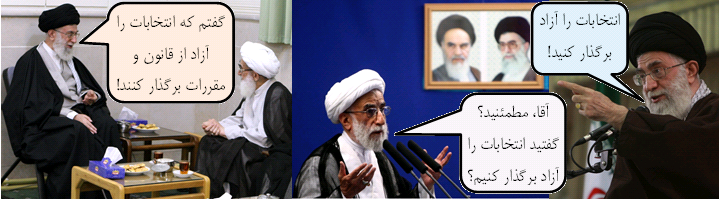 انتخابات را آزاد
برگذار کنید!
آقا، مطمئنید؟
گفتید انتخابات را
آزاد برگذار کنیم؟
گفتم که انتخابات را
آزاد از قانون و
مقررات برگذار کنند!